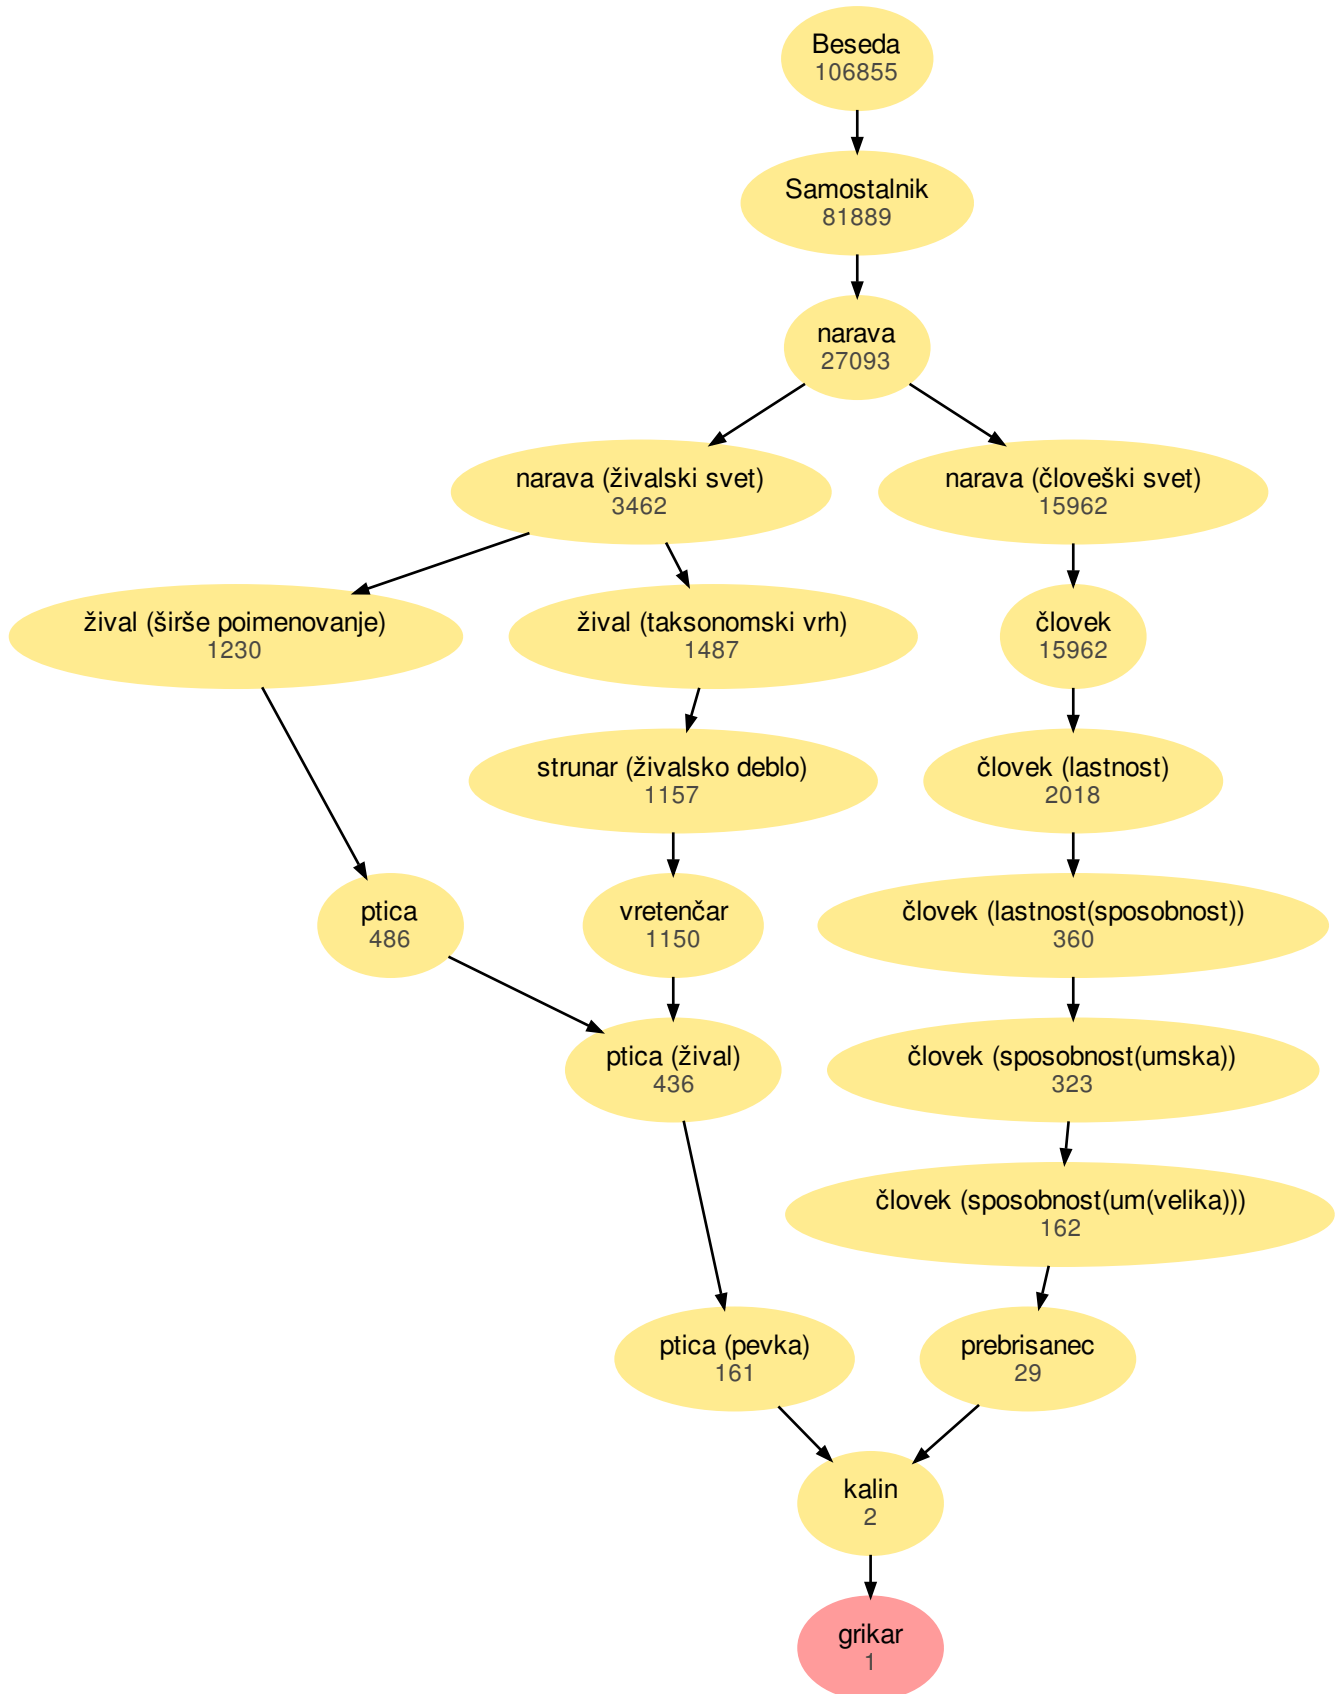 Beseda
106855
Samostalnik
81889
narava
27093
narava (živalski svet)
3462
narava (človeški svet)
15962
žival (širše poimenovanje)
1230
žival (taksonomski vrh)
1487
človek
15962
strunar (živalsko deblo)
1157
človek (lastnost)
2018
ptica
486
vretenčar
1150
človek (lastnost(sposobnost))
360
ptica (žival)
436
človek (sposobnost(umska))
323
človek (sposobnost(um(velika)))
162
ptica (pevka)
161
prebrisanec
29
kalin
2
grikar
1